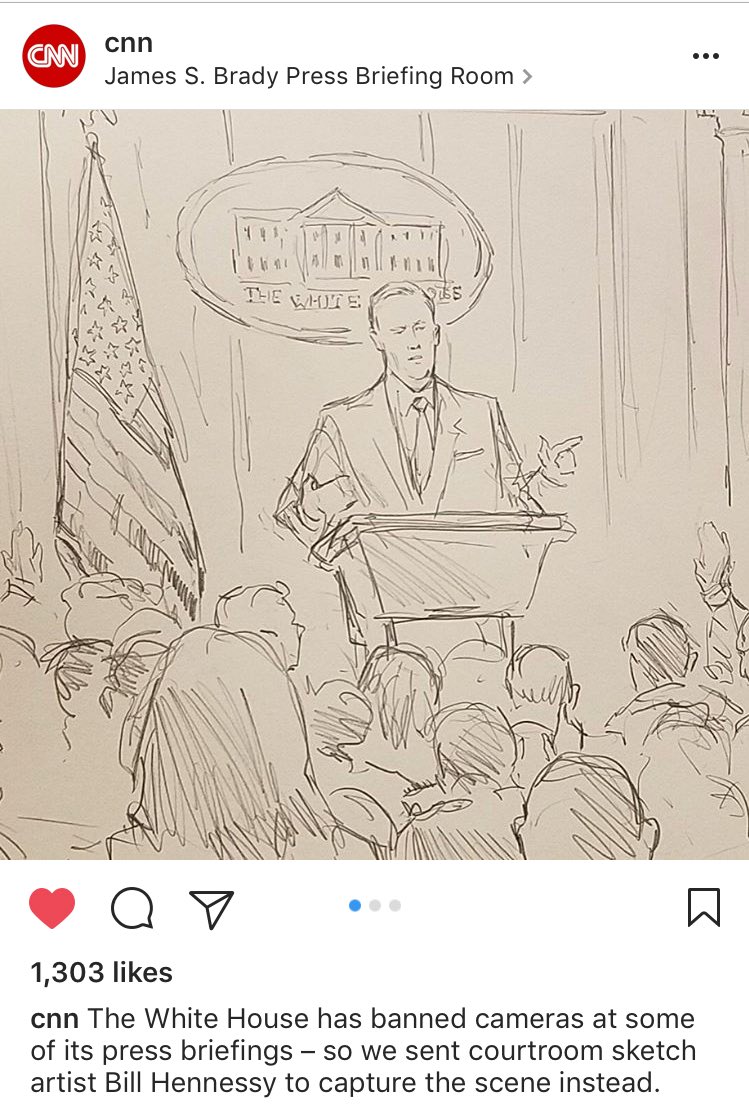 CNN
cnn
James S. Brady Press Briefing Room >
THE WHITE
1,303 likes
cnn The White House has banned cameras at some
of its press briefings – so we sent courtroom sketch
artist Bill Hennessy to capture the scene instead.